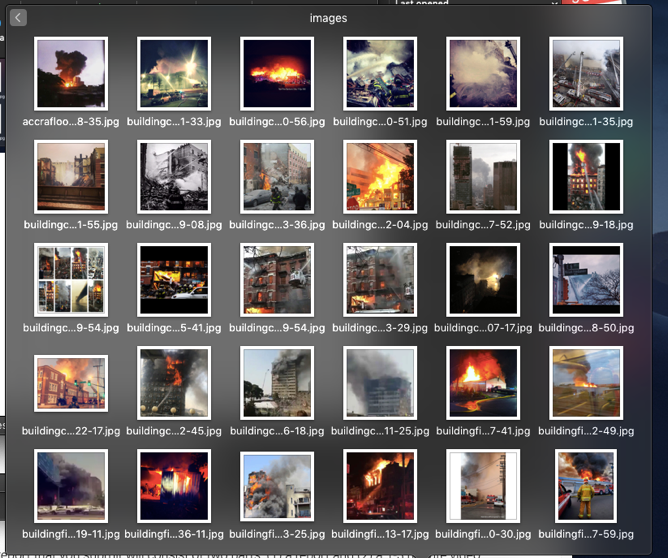 Last opened
images
accrafloo...8-35.jpg buildingc...1-33.jpg buildingc...0-56.jpg buildingc...0-51.jpg buildingc...1-59.jpg buildingc...1-35.jpg
buildingc...1-55.jpg buildingc...9-08.jpg buildingc...3-36.jpg buildingc...2-04.jpg buildingc...7-52.jpg buildingc...9-18.jpg
buildingc...9-54.jpg buildingc...5-41.jpg buildingc...9-54.jpg buildingc...3-29.jpg buildingc...07-17.jpg buildingc...8-50.jpg
buildingc...22-17.jpg buildingc...2-45.jpg buildingc...6-18.jpg buildingc...11-25.jpg buildingfi...7-41.jpg buildingfi...2-49.jpg
buildingfi...19-11.jpg buildingfi...36-11.jpg buildingfi...3-25.jpg buildingfi...13-17.jpg buildingfi...0-30.jpg buildingfi...7-59.jpg